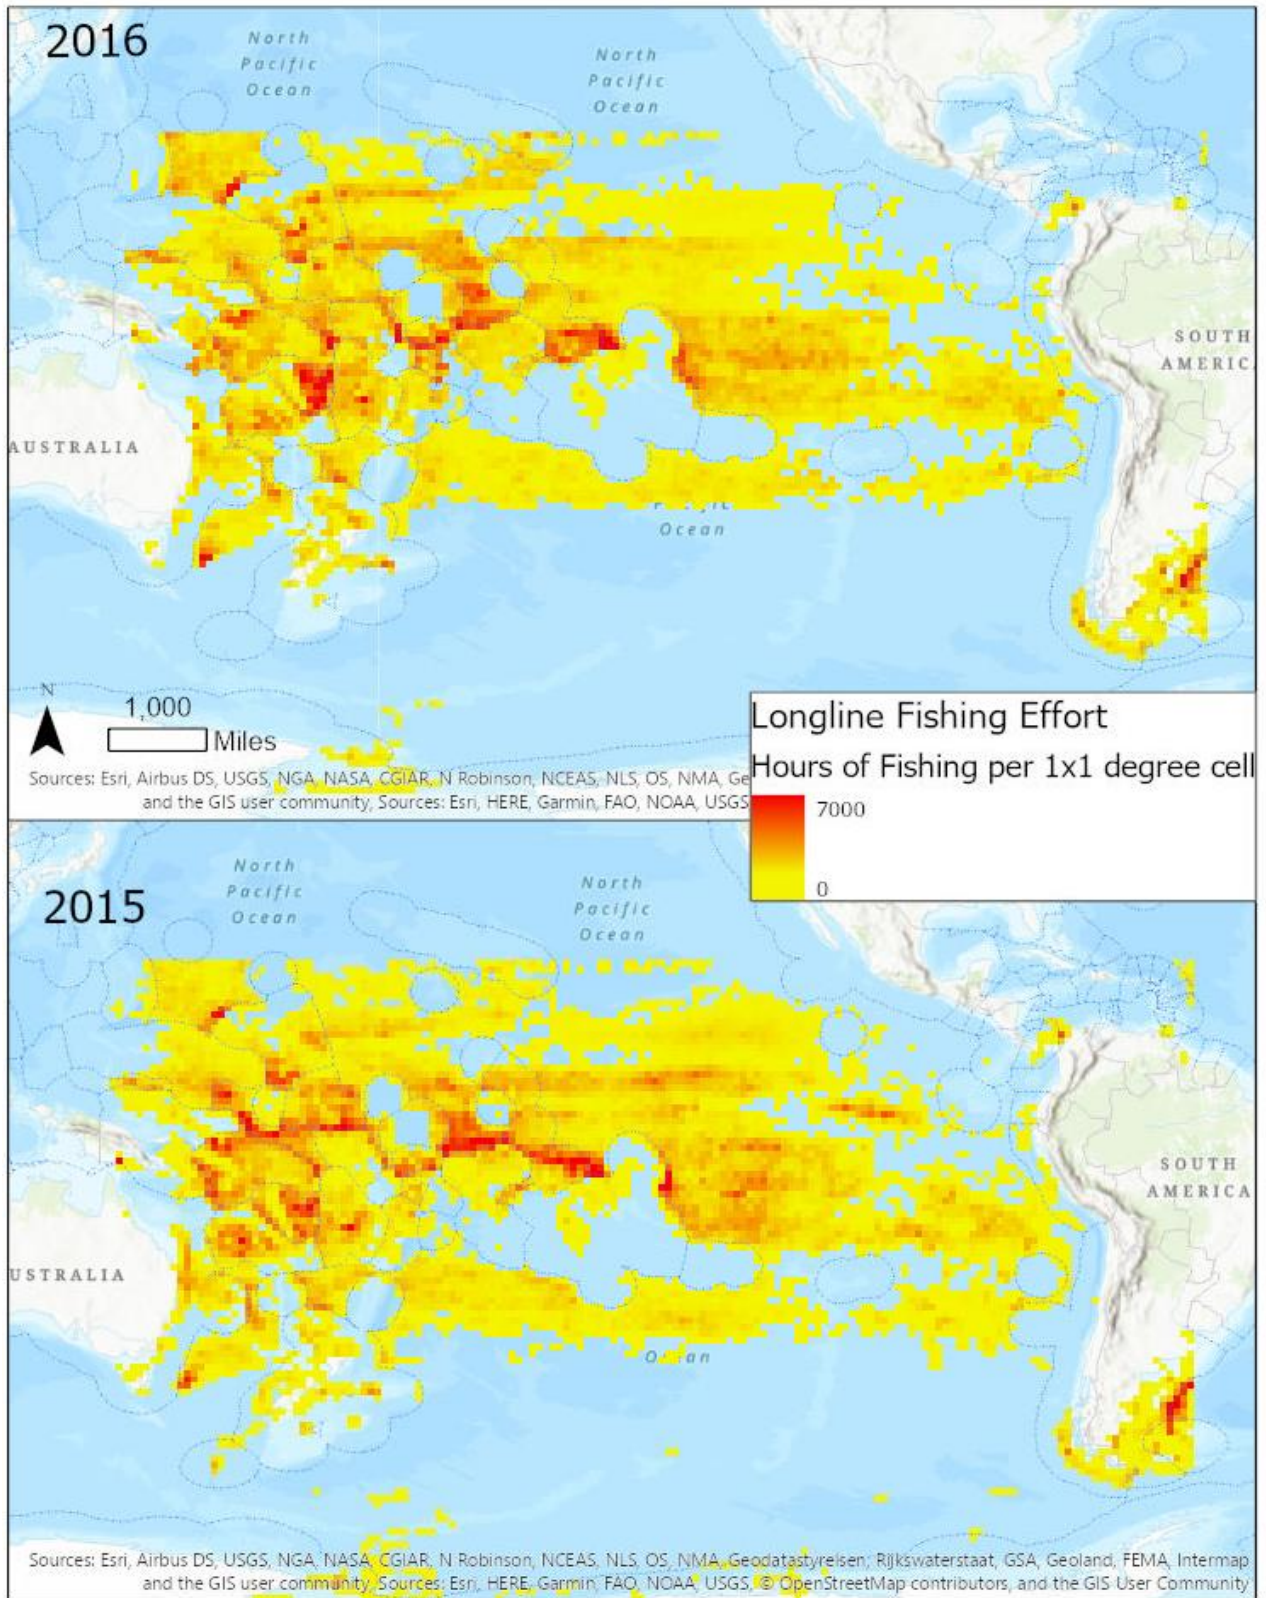 2016
North
Pacific
Ocean
North
Pacific
Ocean
SOUTH
AMERIC
AUSTRALIA
Ocean
N
1,000
Miles
Longline Fishing Effort
Hours of Fishing per 1x1 degree cell
7000
0
Sources: Esri, Airbus DS, USGS, NGA, NASA, CGIAR, N Robinson, NCEAS, NLS, OS, NMA, Ge
and the GIS user community, Sources: Esri, HERE, Garmin, FAO, NOAA, USGS
2015
North
Pacific
Ocean
North
Pacific
Ocean
SOUTH
AMERICA
USTRALIA
Sources: Esri, Airbus DS, USGS, NGA, NASA, CGIAR, N Robinson, NCEAS, NLS, OS, NMA, Geodatastyrelsen, Rijkswaterstaat, GSA, Geoland, FEMA, Intermap
and the GIS user community, Sources: Esri, HERE, Garmin, FAO, NOAA, USGS, © OpenStreetMap contributors, and the GIS User Community